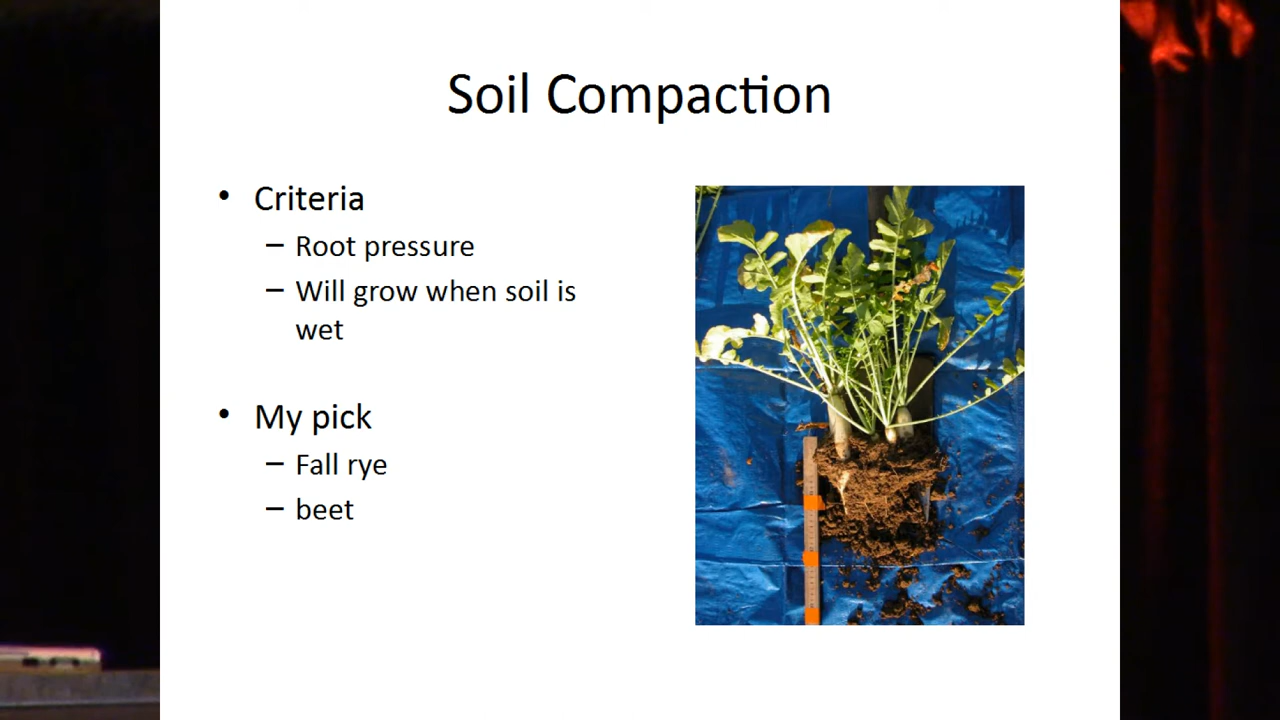 Soil Compaction
• Criteria
– Root pressure
– Will grow when soil is
wet
• My pick
– Fall rye
– beet